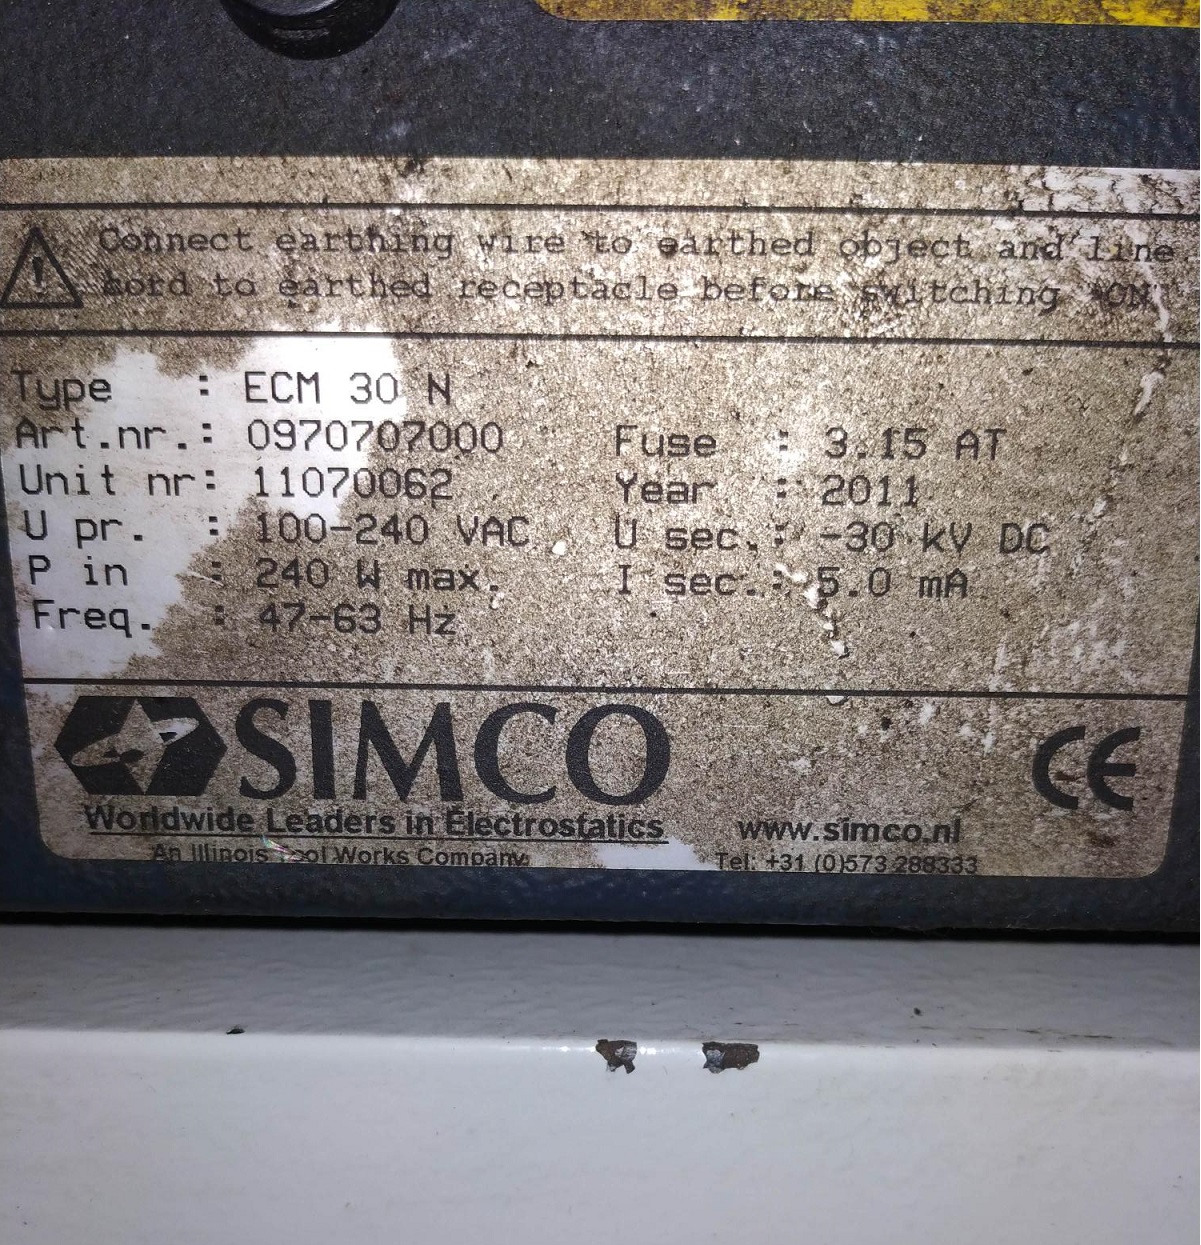 Connect earthing wire to earthed object and line
cord to earthed receptacle before switching "ON"
Type : ECM 30 N
Art.nr.: 0970707000 Fuse : 3.15 AT
Unit nr: 11070062 Year : 2011
U pr. : 100-240 VAC U sec.: -30 kV DC
P in : 240 W max. I sec.: 5.0 mA
Freq. : 47-63 Hz
SIMCO
CE
Worldwide Leaders in Electrostatics www.simco.nl
An Illinois Tool Works Company Tel: +31 (0)573 288333